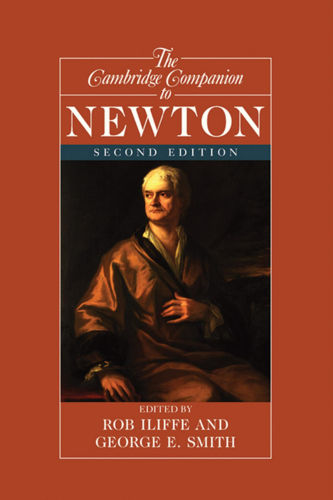 The
Cambridge Companion
to
NEWTON
SECOND EDITION
EDITED BY
ROB ILIFFE AND
GEORGE E. SMITH